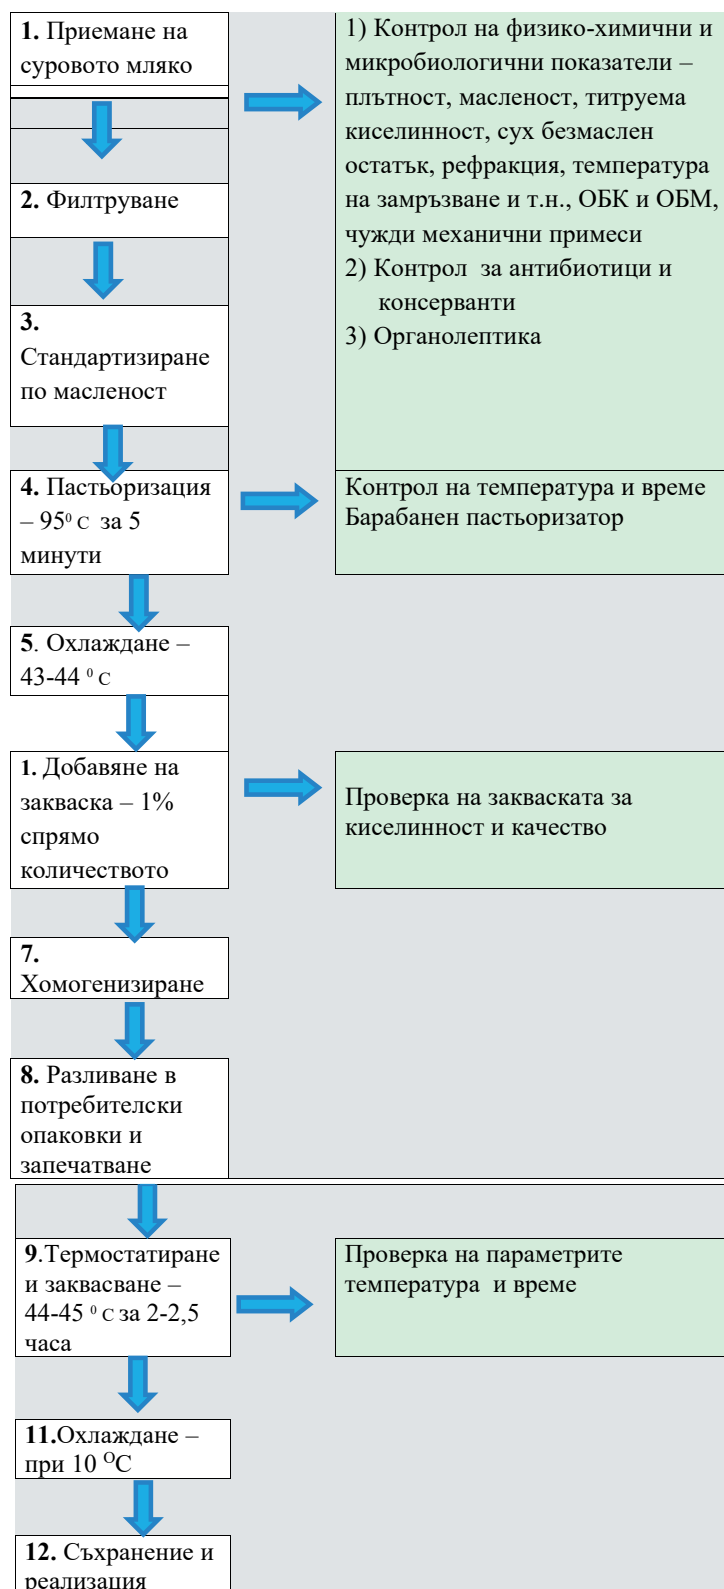 1. Приемане на
суровото мляко
1) Контрол на физико-химични и
микробиологични показатели –
плътност, масленост, титруема
киселинност, сух безмаслен
остатък, рефракция, температура
на замръзване и т.н., ОБК и ОБМ,
чужди механични примеси
2) Контрол за антибиотици и
консерванти
3) Органолептика
2. Филтруване
3.
Стандартизиране
по масленост
4. Пастьоризация
– 95⁰ С за 5
минути
Контрол на температура и време
Барабанен пастьоризатор
5. Охлаждане –
43-44 ⁰ С
1. Добавяне на
закваска – 1%
спрямо
количеството
Проверка на закваската за
киселинност и качество
7.
Хомогенизиране
8. Разливане в
потребителски
опаковки и
запечатване
9.Термостатиране
и заквасване –
44-45 ⁰ С за 2-2,5
часа
Проверка на параметрите
температура и време
11.Охлаждане –
при 10 ᴼС
12. Съхранение и
реализация